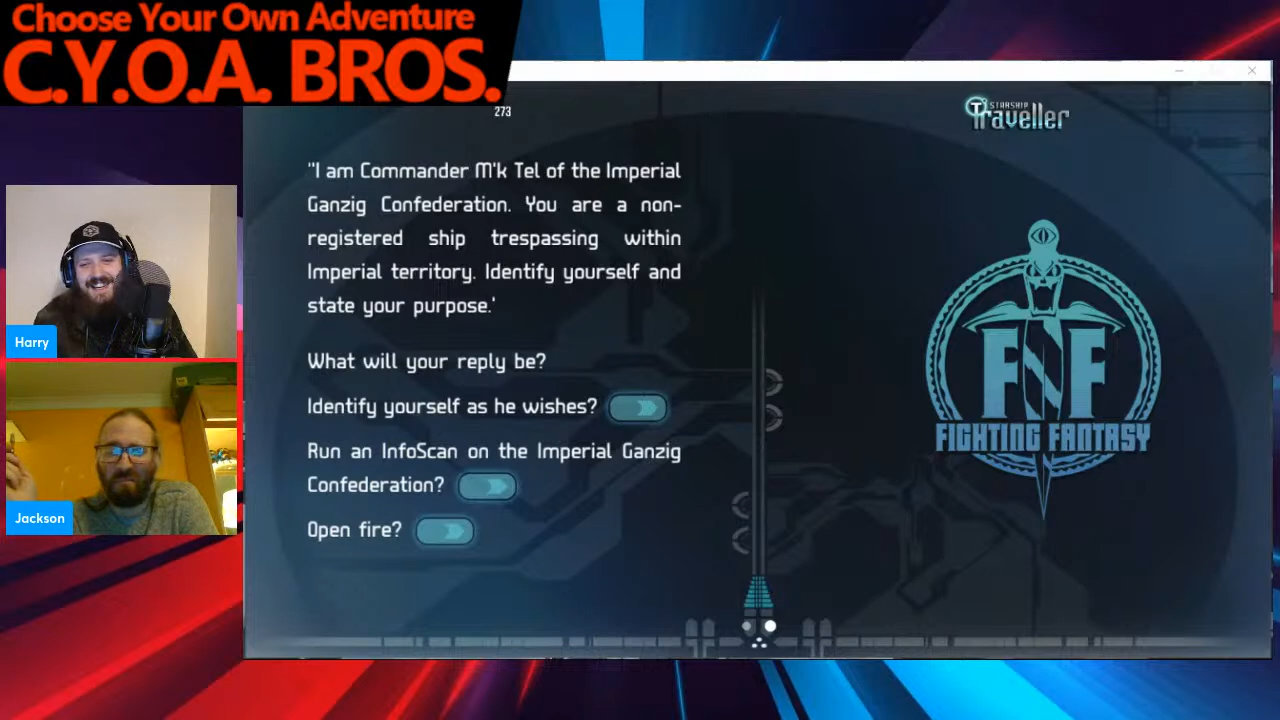 Choose Your Own Adventure
C.Y.O.A. BROS.
273
STARSHIP
Traveller
"I am Commander M'k Tel of the Imperial
Ganzig Confederation. You are a non-
registered ship trespassing within
Imperial territory. Identify yourself and
state your purpose.'
What will your reply be?
Identify yourself as he wishes?
Run an InfoScan on the Imperial Ganzig
Confederation?
Open fire?
FF
FIGHTING FANTASY
Harry
Jackson